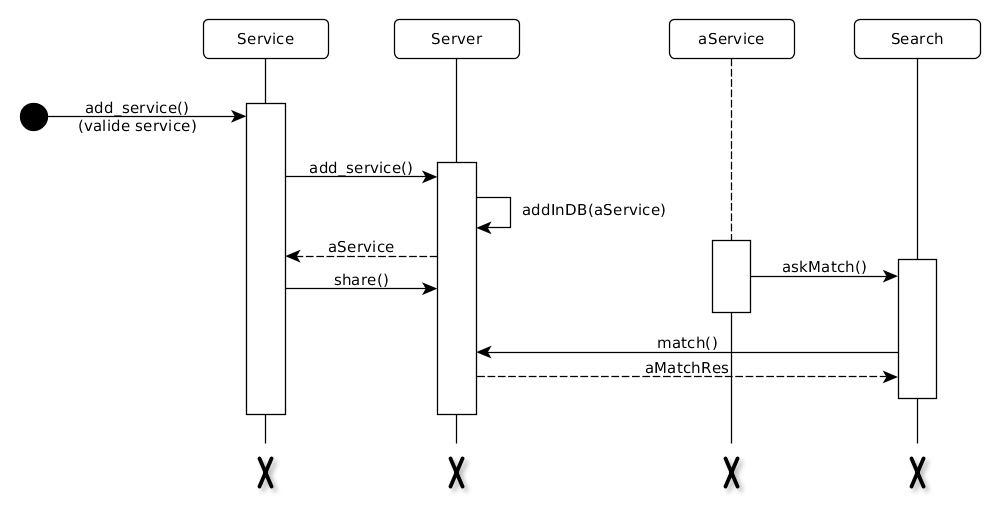 Service
Server
aService
Search
add_service()
(valide service)
add_service()
addInDB(aService)
aService
share()
askMatch()
match()
aMatchRes